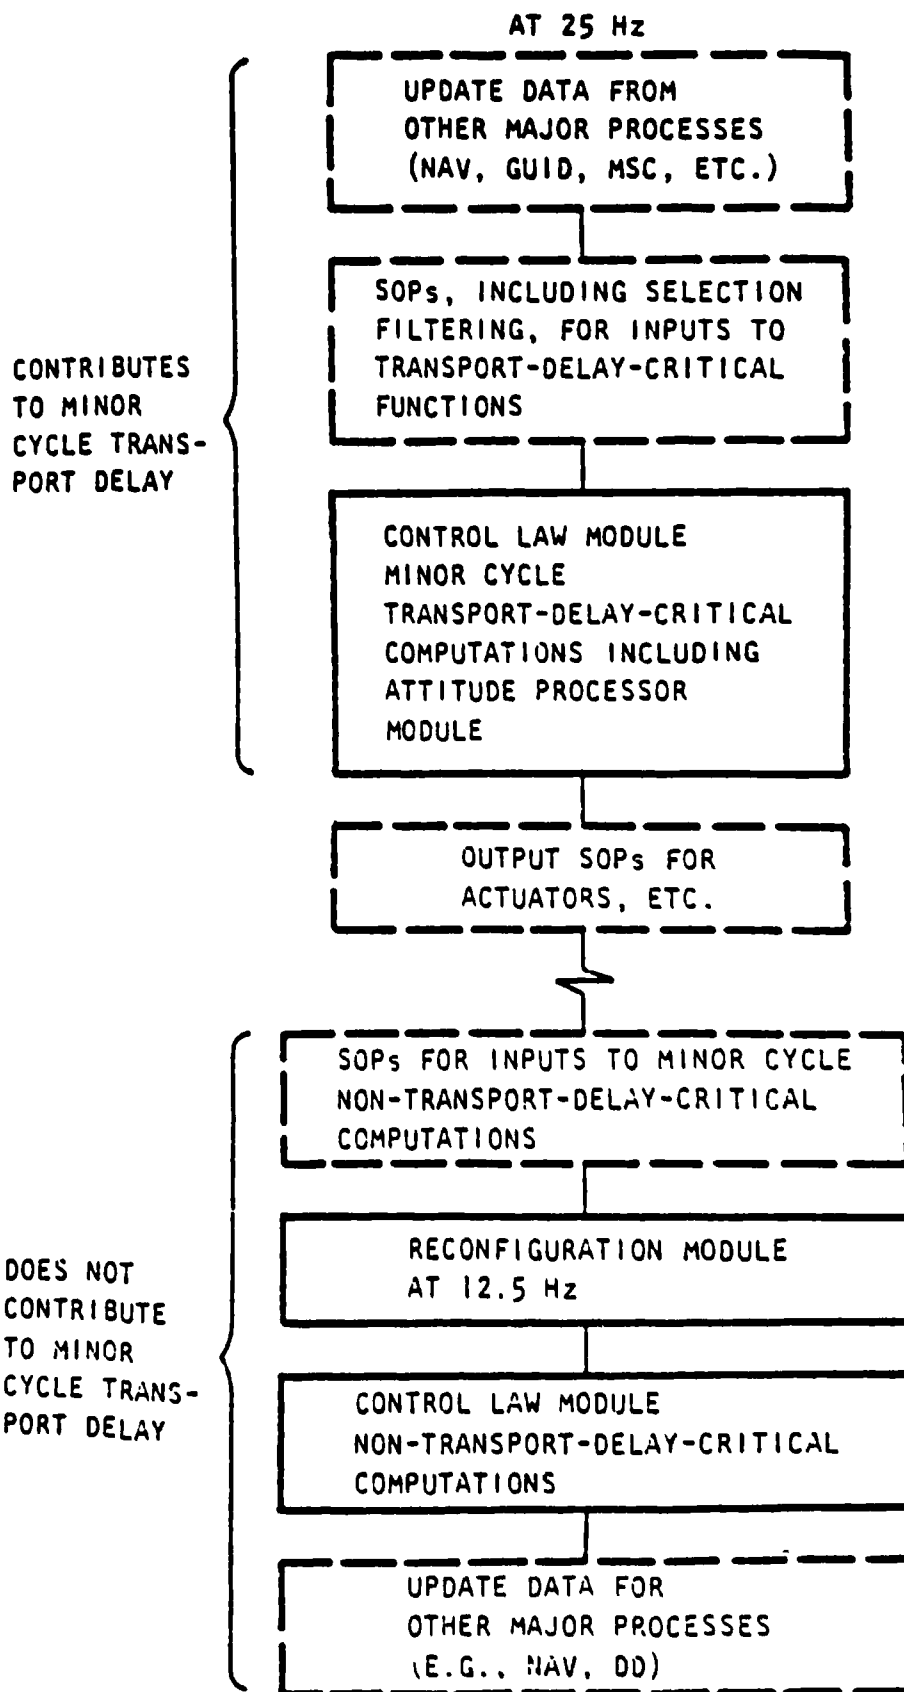 AT 25 Hz
UPDATE DATA FROM
OTHER MAJOR PROCESSES
(NAV, GUID, MSC, ETC.)
SOPs, INCLUDING SELECTION
FILTERING, FOR INPUTS TO
TRANSPORT-DELAY-CRITICAL
FUNCTIONS
CONTRIBUTES
TO MINOR
CYCLE TRANS-
PORT DELAY
CONTROL LAW MODULE
MINOR CYCLE
TRANSPORT-DELAY-CRITICAL
COMPUTATIONS INCLUDING
ATTITUDE PROCESSOR
MODULE
OUTPUT SOPs FOR
ACTUATORS, ETC.
SOPs FOR INPUTS TO MINOR CYCLE
NON-TRANSPORT-DELAY-CRITICAL
COMPUTATIONS
RECONFIGURATION MODULE
AT 12.5 Hz
DOES NOT
CONTRIBUTE
TO MINOR
CYCLE TRANS-
PORT DELAY
CONTROL LAW MODULE
NON-TRANSPORT-DELAY-CRITICAL
COMPUTATIONS
UPDATE DATA FOR
OTHER MAJOR PROCESSES
(E.G., NAV, DD)